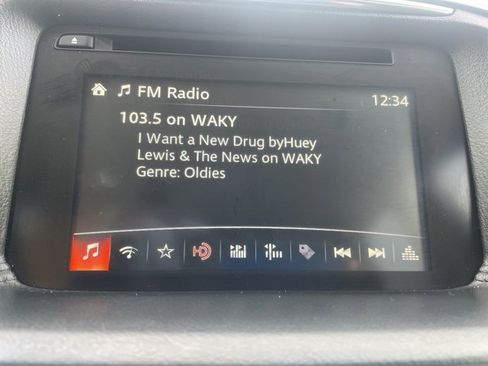 FM Radio
12:34
103.5 on WAKY
I Want a New Drug byHuey
Lewis & The News on WAKY
Genre: Oldies
HD